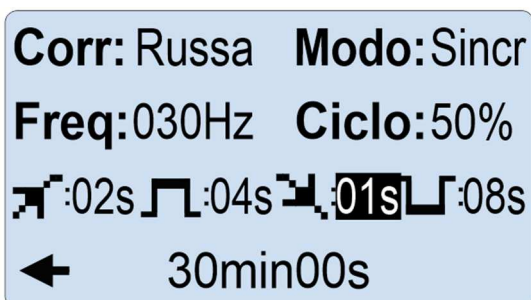 Corr: Russa Modo: Sincr
Freq: 030Hz Ciclo: 50%
:02s :04s :01s :08s
30min00s